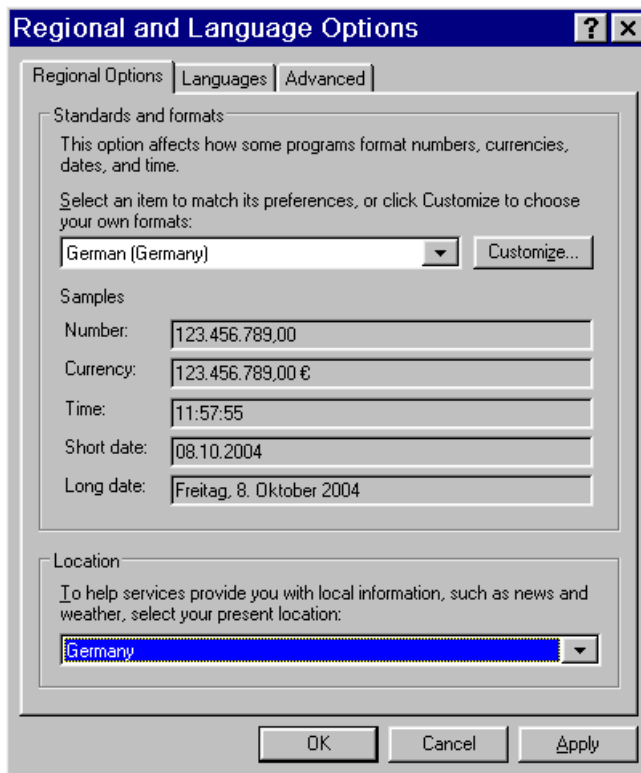 Regional and Language Options
Regional Options Languages Advanced
Standards and formats
This option affects how some programs format numbers, currencies,
dates, and time.
Select an item to match its preferences, or click Customize to choose
your own formats:
German (Germany) Customize...
Samples
Number: 123.456.789,00
Currency: 123.456.789,00 €
Time: 11:57:55
Short date: 08.10.2004
Long date: Freitag, 8. Oktober 2004
Location
To help services provide you with local information, such as news and
weather, select your present location:
Germany
OK Cancel Apply